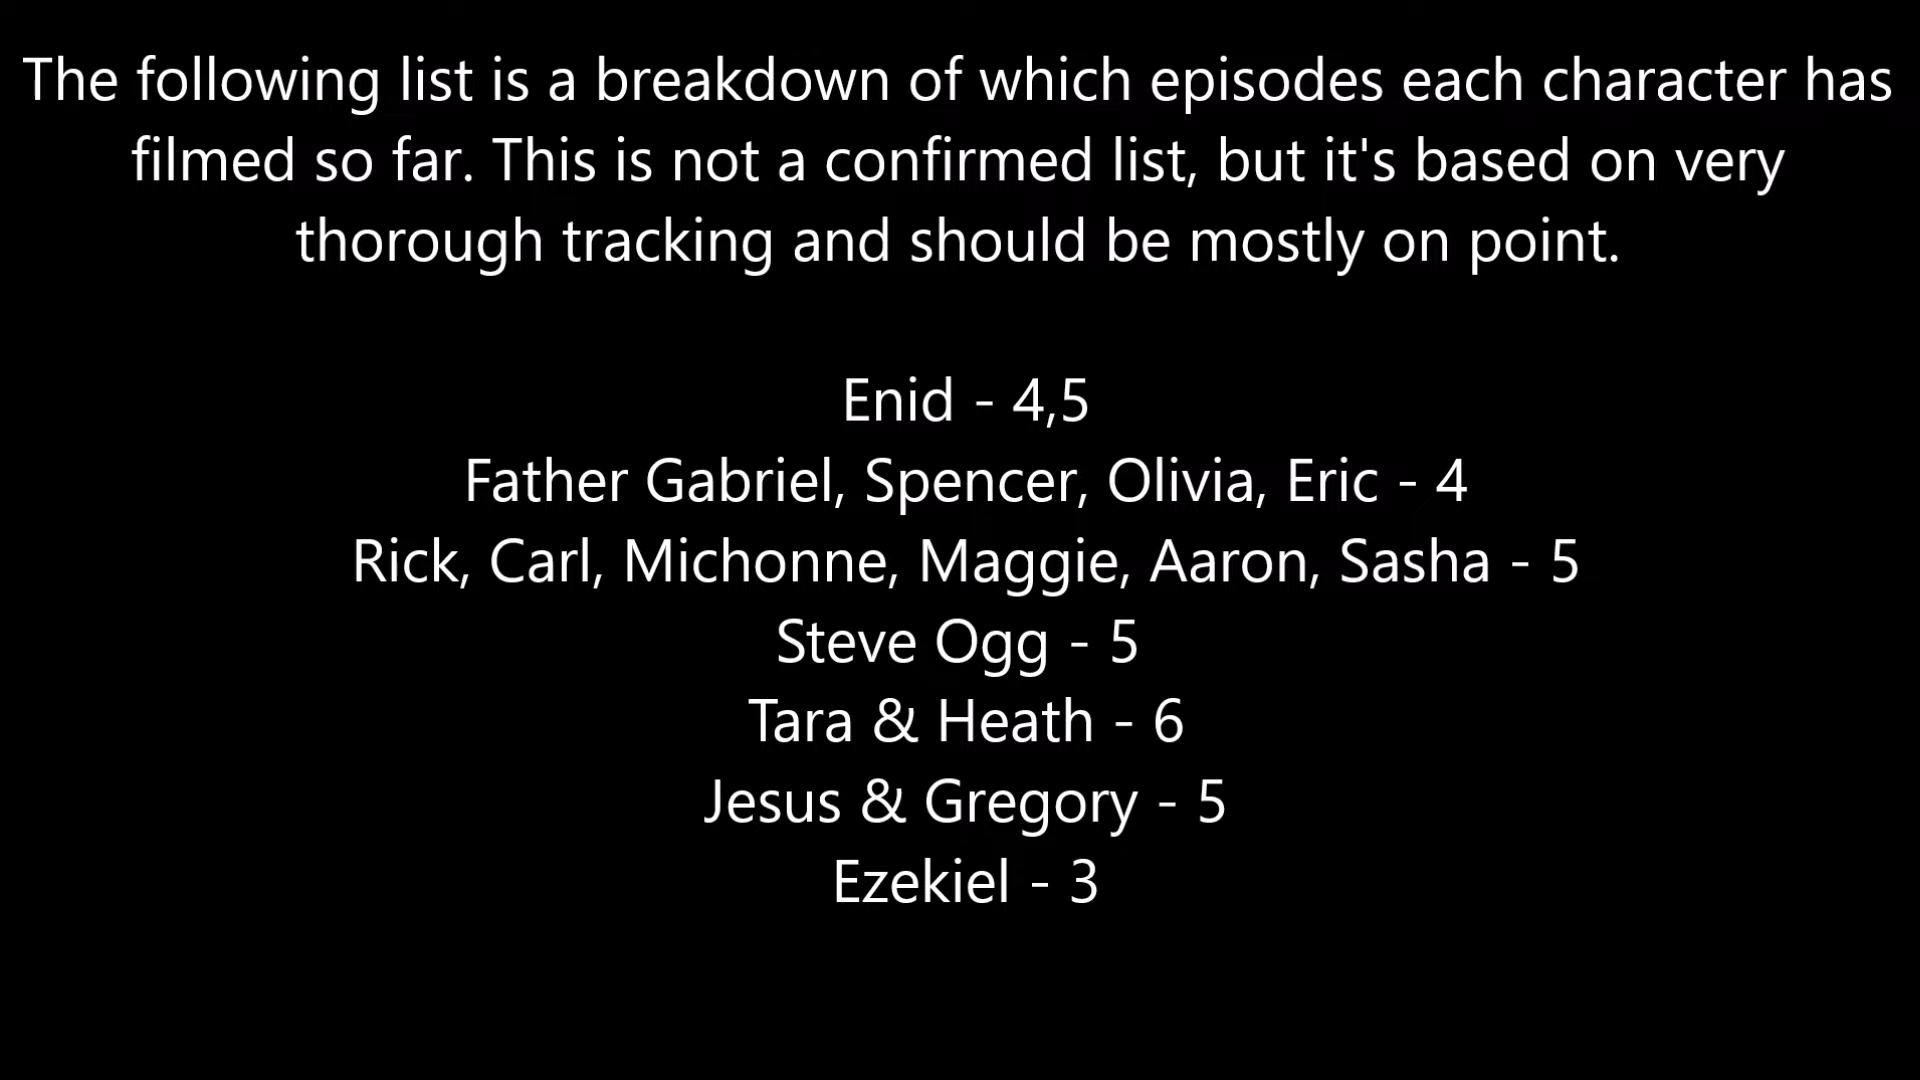 The following list is a breakdown of which episodes each character has
filmed so far. This is not a confirmed list, but it's based on very
thorough tracking and should be mostly on point.
Enid - 4,5
Father Gabriel, Spencer, Olivia, Eric - 4
Rick, Carl, Michonne, Maggie, Aaron, Sasha - 5
Steve Ogg - 5
Tara & Heath - 6
Jesus & Gregory - 5
Ezekiel - 3